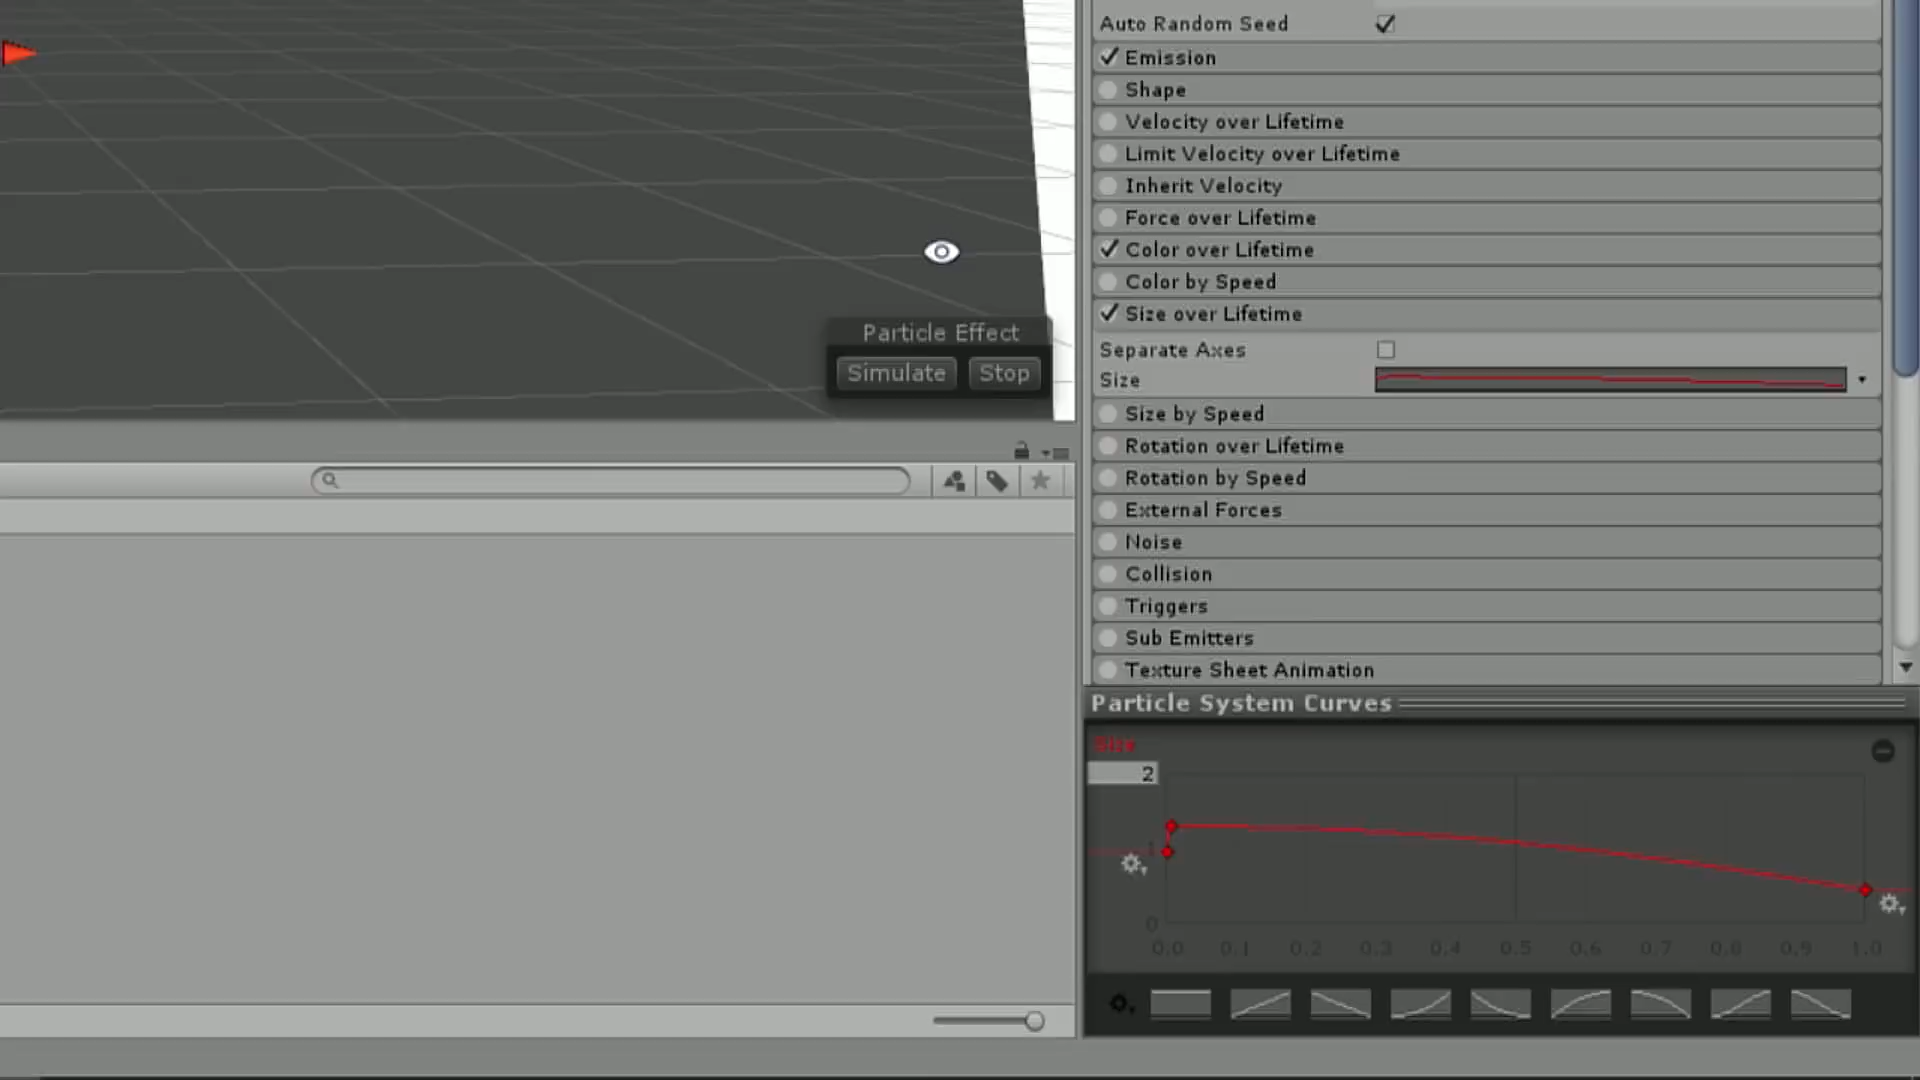 Auto Random Seed
Emission
Shape
Velocity over Lifetime
Limit Velocity over Lifetime
Inherit Velocity
Force over Lifetime
Color over Lifetime
Color by Speed
Size over Lifetime
Separate Axes
Size
Size by Speed
Rotation over Lifetime
Rotation by Speed
External Forces
Noise
Collision
Triggers
Sub Emitters
Texture Sheet Animation
Particle Effect
Simulate Stop
Particle System Curves
Size
2
1
0
0.0 0.1 0.2 0.3 0.4 0.5 0.6 0.7 0.8 0.9 1.0